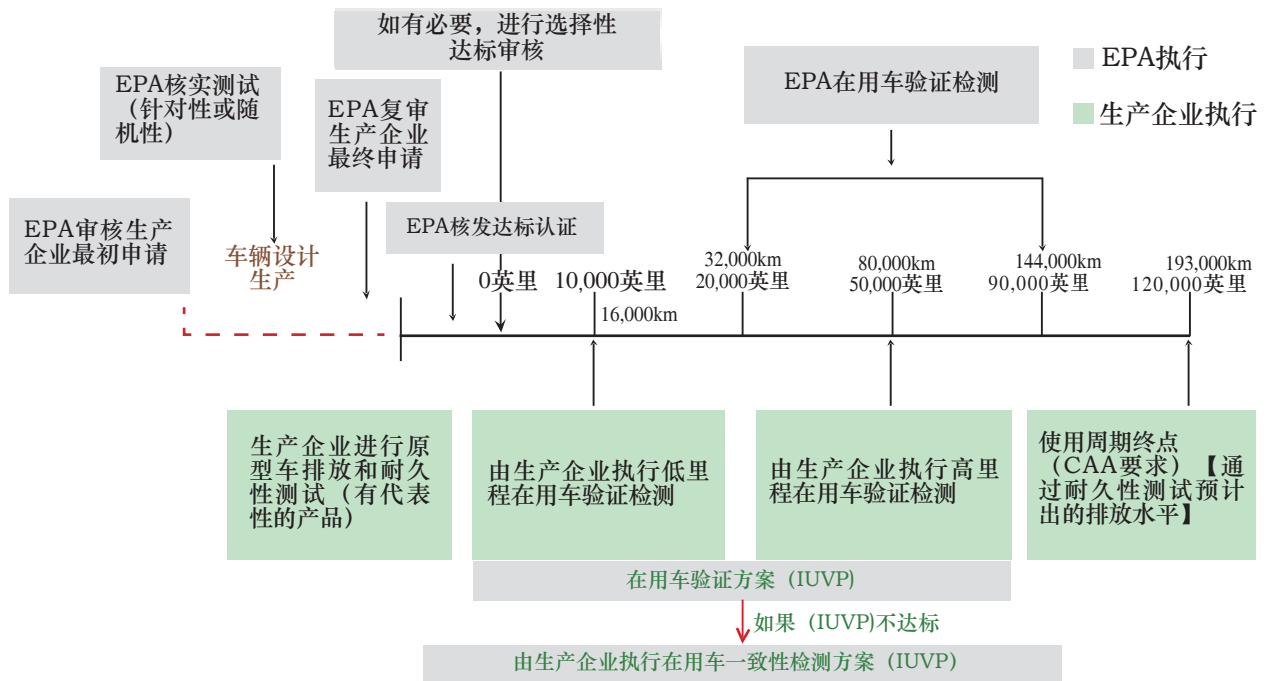 如有必要，进行选择性
达标审核
EPA执行
生产企业执行
EPA核实测试
（针对性或随
机性）
EPA复审
生产企业
最终申请
EPA在用车验证检测
EPA审核生产
企业最初申请
车辆设计
生产
EPA核发达标认证
0英里
10,000英里
16,000km
32,000km
20,000英里
80,000km
50,000英里
144,000km
90,000英里
193,000km
120,000英里
生产企业进行原
型车排放和耐久
性测试（有代表
性的产品）
由生产企业执行低里
程在用车验证检测
由生产企业执行高里
程在用车验证检测
使用周期终点
（CAA要求）【通
过耐久性测试预计
出的排放水平】
在用车验证方案（IUVP)
如果（IUVP)不达标
由生产企业执行在用车一致性检测方案（IUVP）